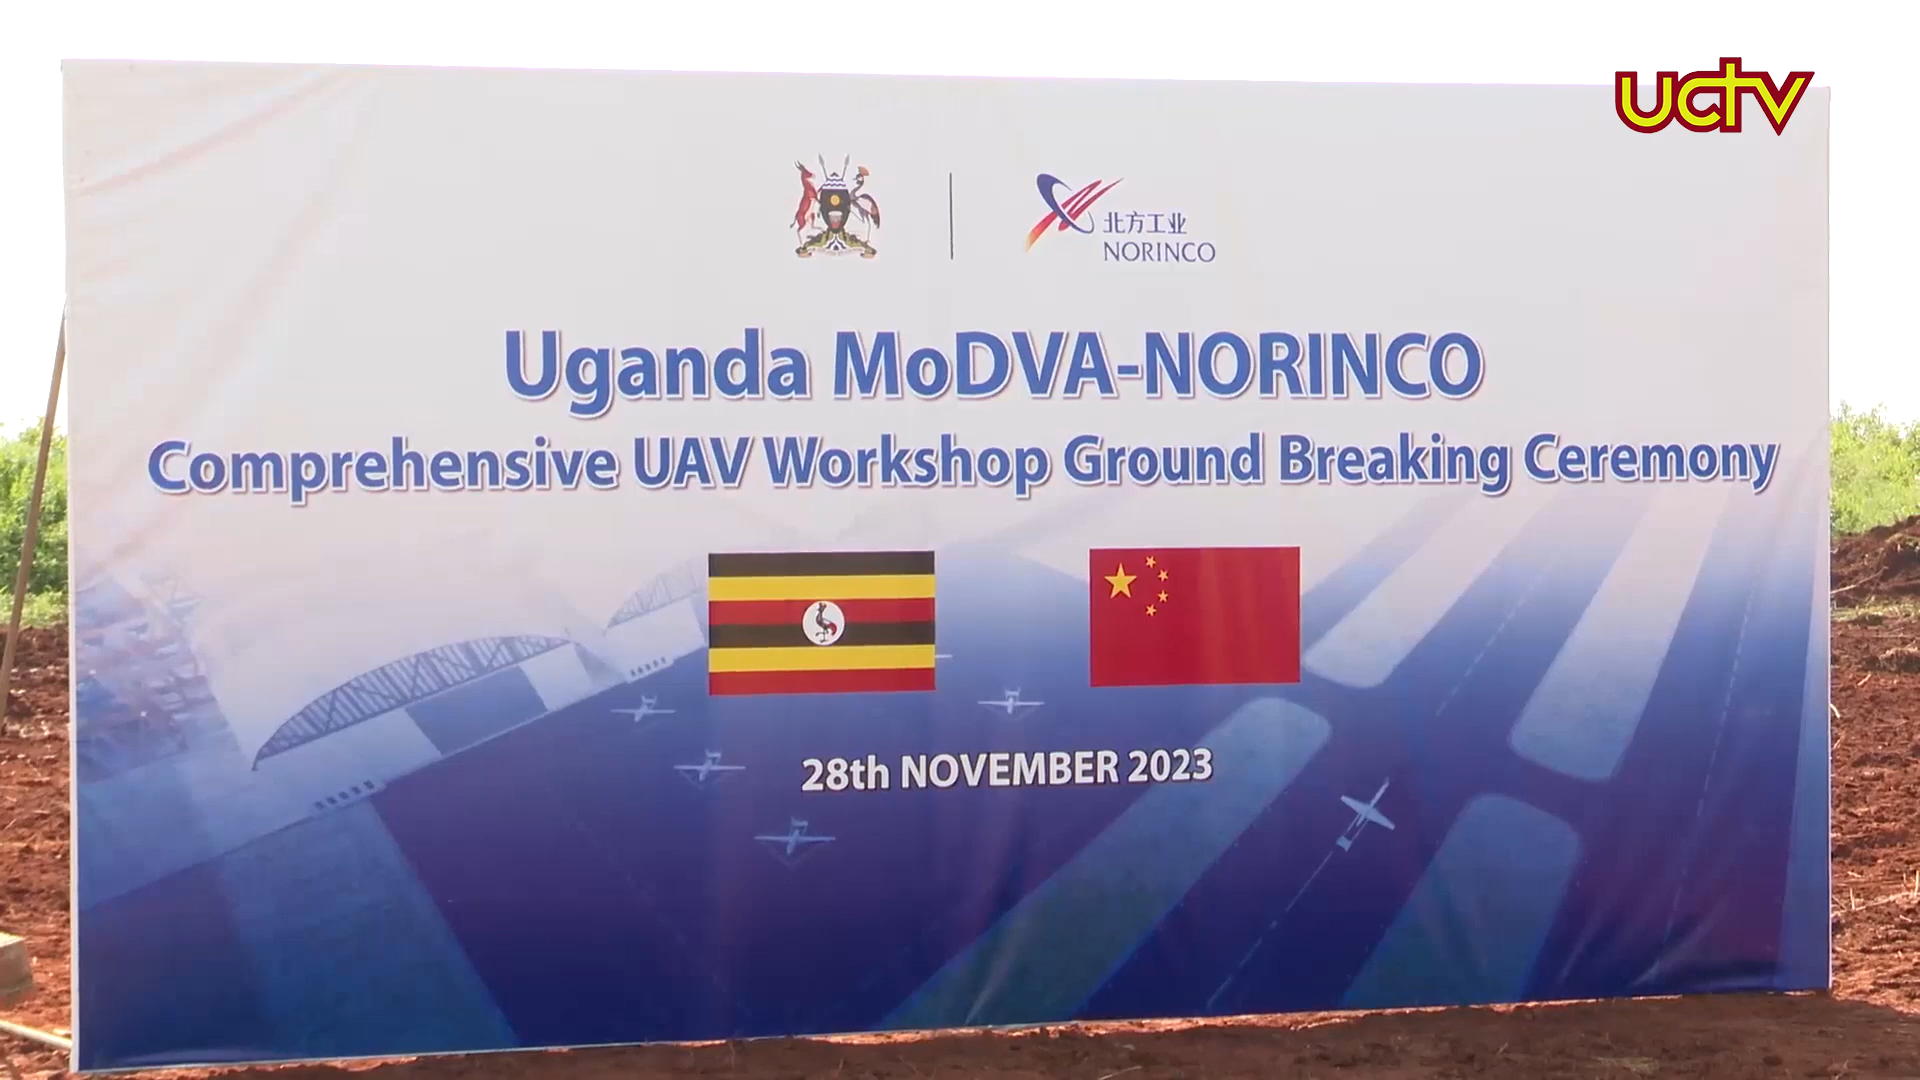 uctv
北方工业
NORINCO
Uganda MoDVA-NORINCO
Comprehensive UAV Workshop Ground Breaking Ceremony
28th NOVEMBER 2023